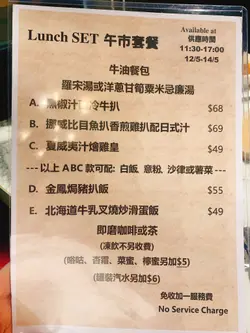 Lunch SET 午市套餐
Available at
供應時間
11:30-17:00
12/5-14/5
牛油餐包
羅宋湯或洋蔥甘筍粟米忌廉湯
A. 椒汁 冷牛扒 $68
B. 挪威比目魚扒香煎雞扒配日式汁 $69
C. 夏威夷汁燴雞皇 $49
--- 以上 ABC 款可配: 白飯, 意粉, 沙律或薯菜 ---
D. 金鳳焗豬扒飯 $55
E. 北海道牛乳叉燒炒滑蛋飯 $49
即磨咖啡或茶
(凍飲不另收費)
(唂咕、杏霜、菜蜜、檸蜜另加$5)
(罐裝汽水另加$6)
免收加一服務費
No Service Charge